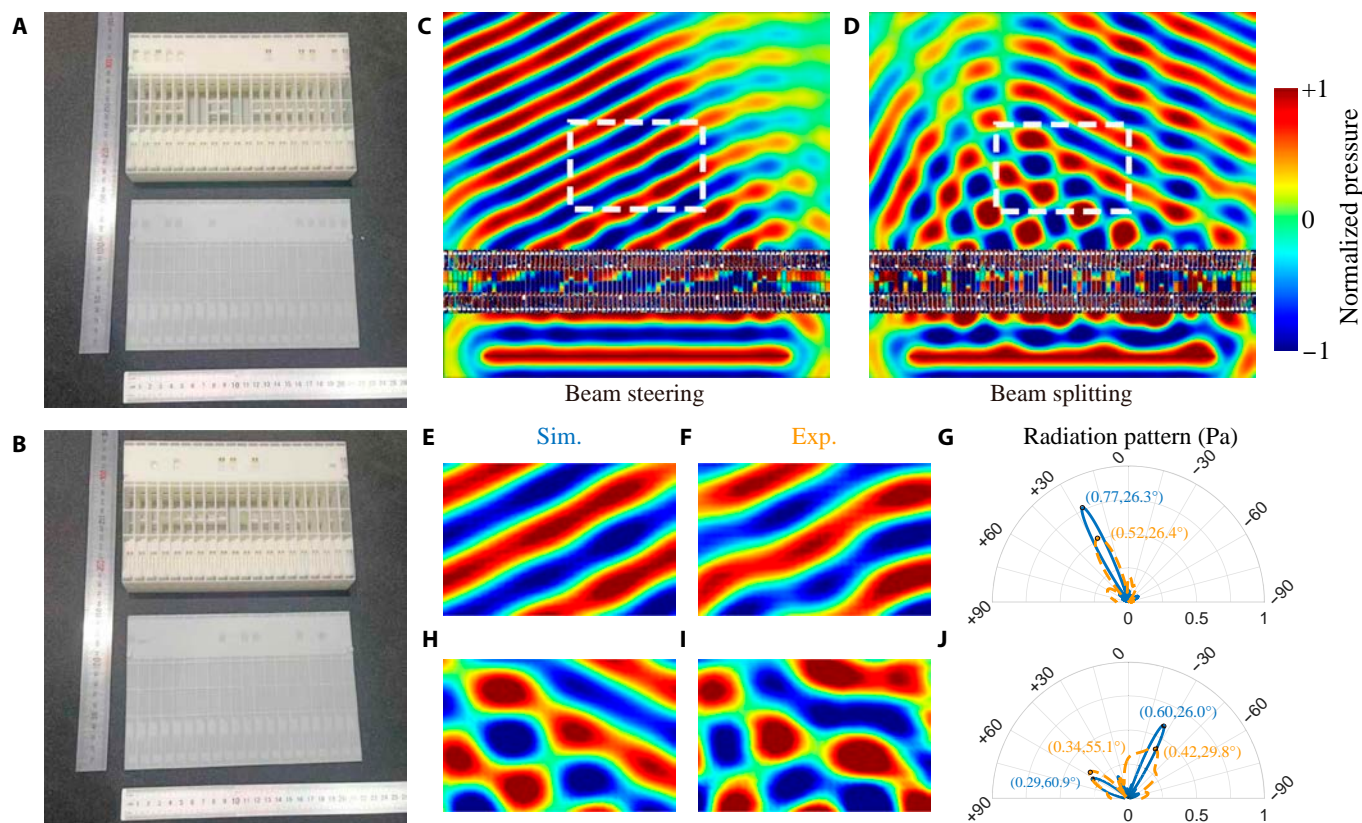 A
C
D
+1
0
−1
Normalized pressure
Beam steering
Beam splitting
B
E
Sim.
F
Exp.
G
Radiation pattern (Pa)
0
+30
−30
+60
−60
+90
−90
(0.77,26.3°)
(0.52,26.4°)
0
0.5
1
H
I
J
0
+30
−30
+60
−60
+90
−90
(0.60,26.0°)
(0.34,55.1°)
(0.42,29.8°)
(0.29,60.9°)
0
0.5
1